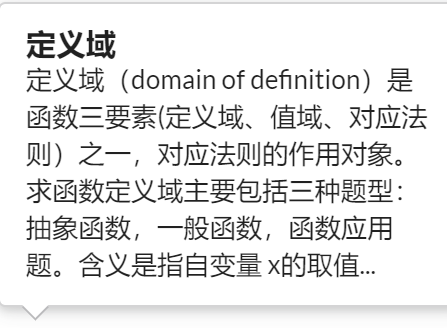 定义域
定义域（domain of definition）是
函数三要素(定义域、值域、对应法
则）之一，对应法则的作用对象。
求函数定义域主要包括三种题型：
抽象函数，一般函数，函数应用
题。含义是指自变量 x的取值...